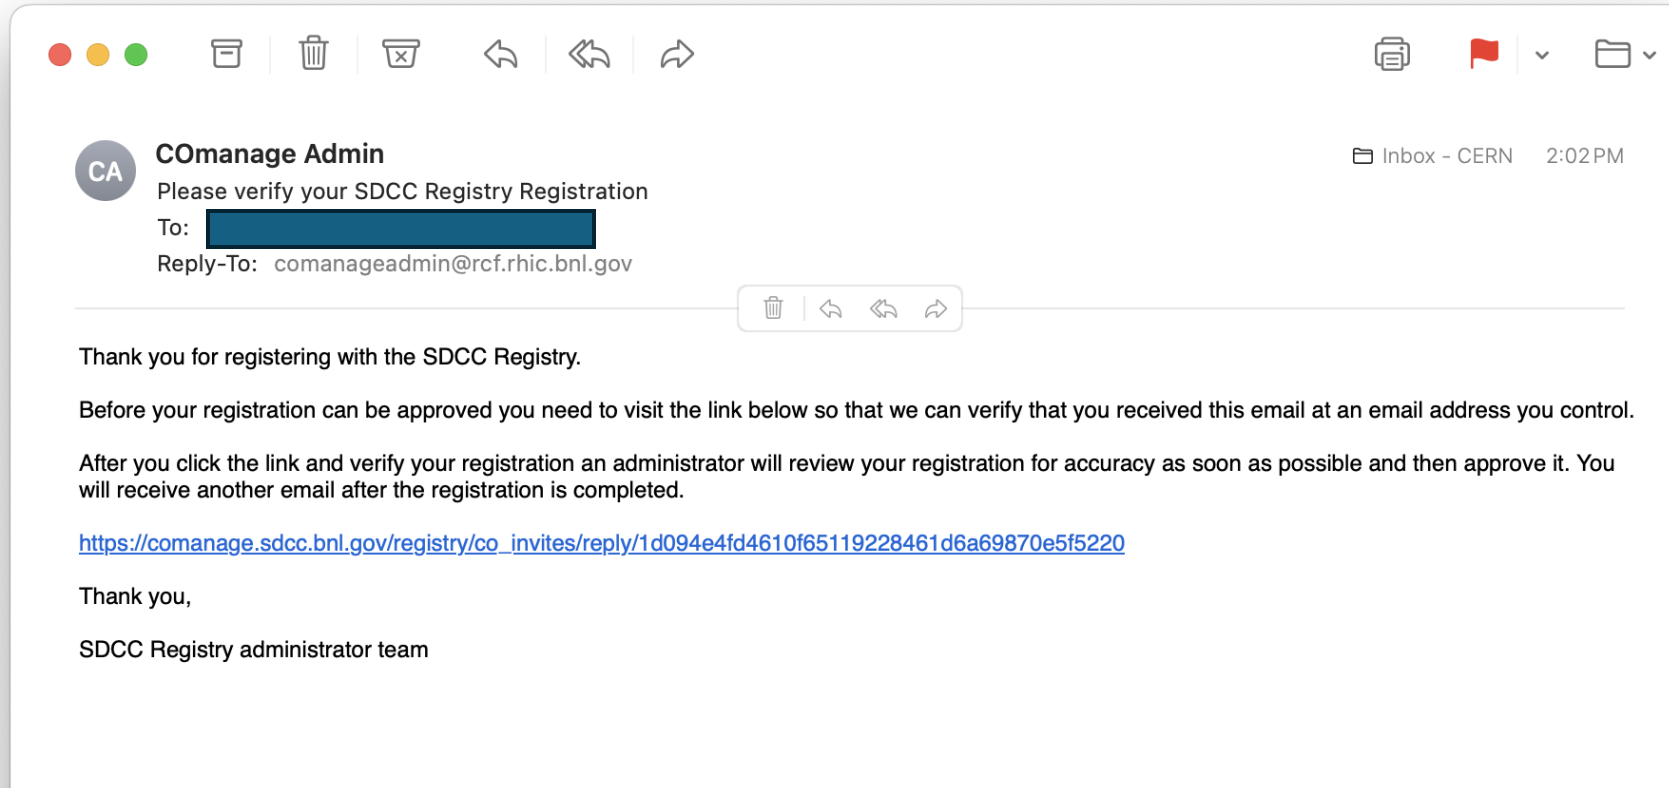 CA
COmanage Admin
Inbox - CERN 2:02 PM
Please verify your SDCC Registry Registration
To:
Reply-To: comanageadmin@rcf.rhic.bnl.gov
Thank you for registering with the SDCC Registry.
Before your registration can be approved you need to visit the link below so that we can verify that you received this email at an email address you control.
After you click the link and verify your registration an administrator will review your registration for accuracy as soon as possible and then approve it. You
will receive another email after the registration is completed.
https://comanage.sdcc.bnl.gov/registry/co_invites/reply/1d094e4fd4610f65119228461d6a69870e5f5220
Thank you,
SDCC Registry administrator team